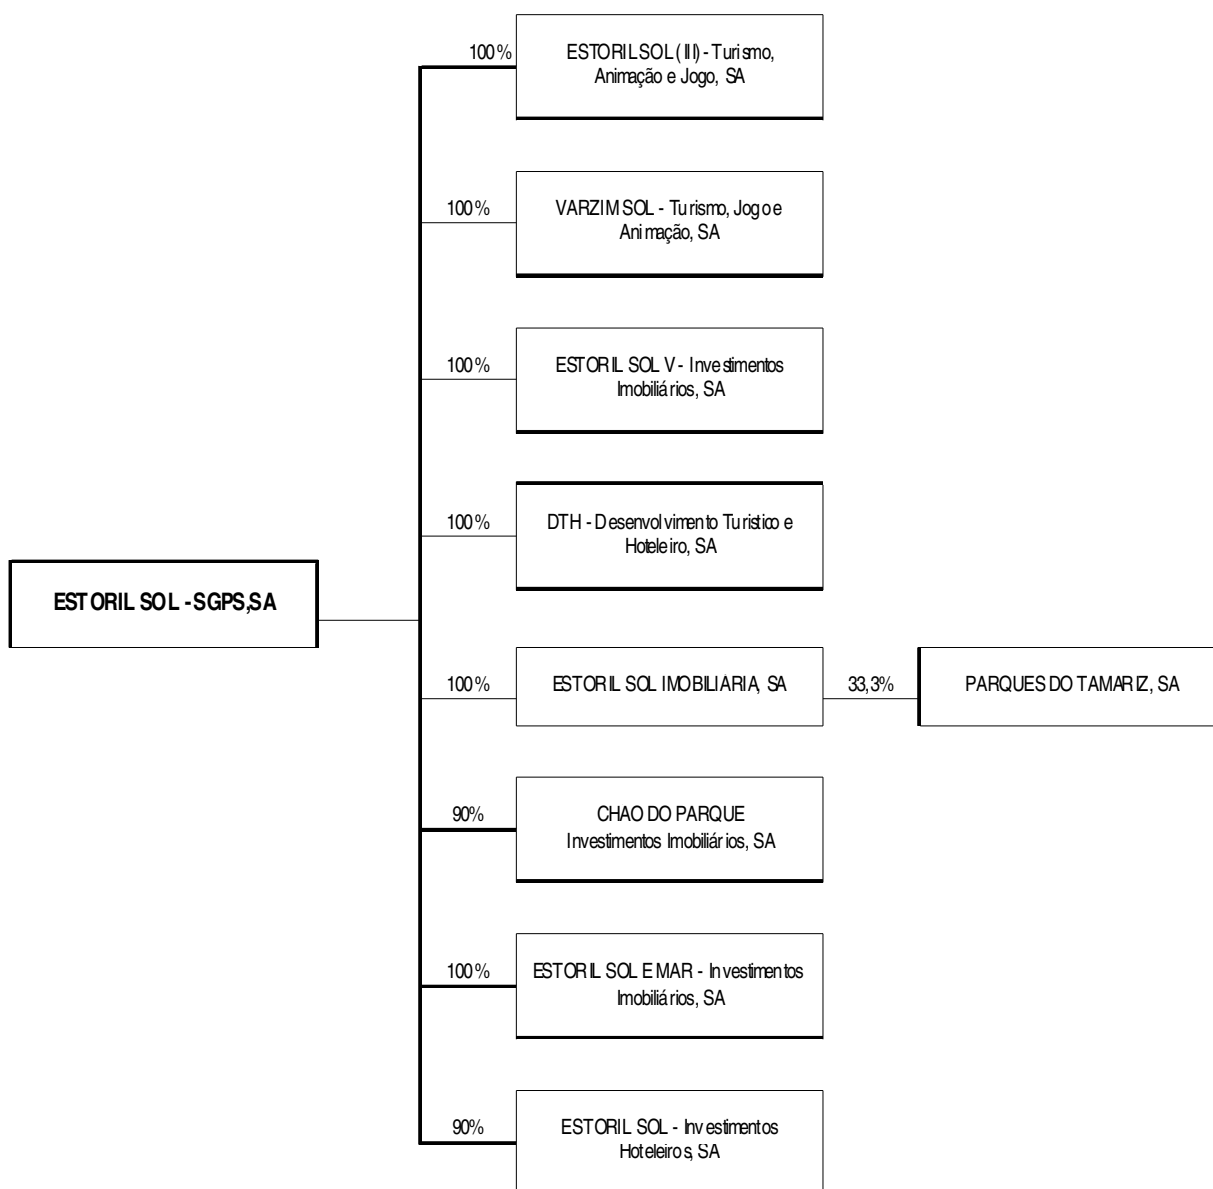 100%
ESTORIL SOL ( III) - Turismo,
Animação e Jogo, SA
100%
VARZIM SOL - Turismo, Jogo e
Animação, SA
100%
ESTORIL SOL V - Investimentos
Imobiliários, SA
100%
DTH - Desenvolvimento Turistico e
Hoteleiro, SA
ESTORIL SOL - SGPS,SA
100%
ESTORIL SOL IMOBILIARIA, SA
33,3%
PARQUES DO TAMARIZ, SA
90%
CHAO DO PARQUE
Investimentos Imobiliários, SA
100%
ESTORIL SOL E MAR - Investimentos
Imobiliários, SA
90%
ESTORIL SOL - Investimentos
Hoteleiros, SA